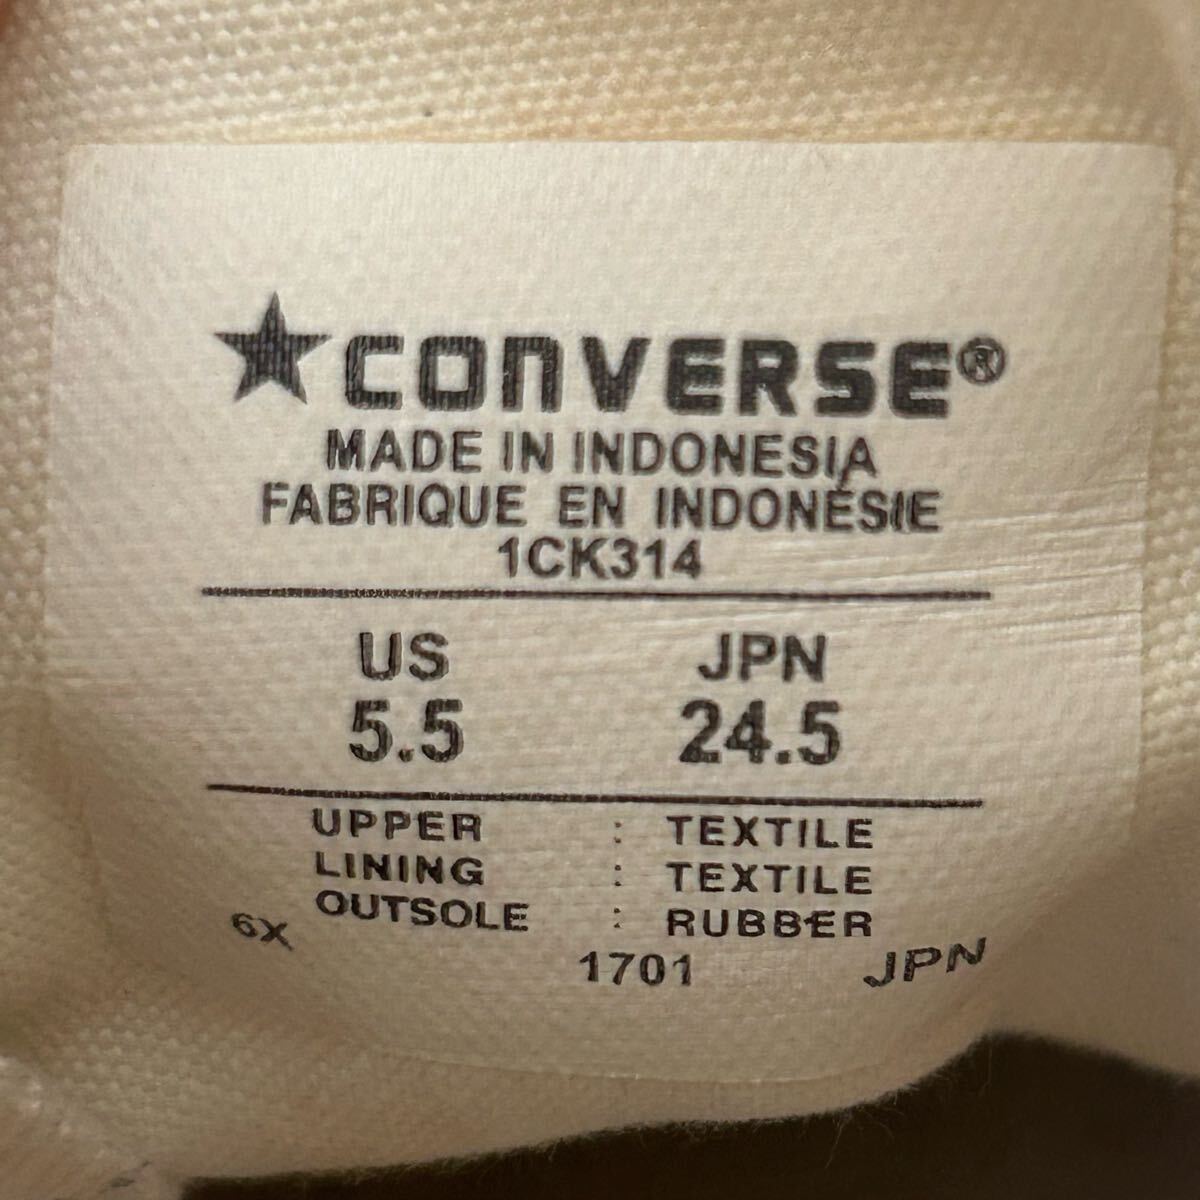 ★CONVERSE®
MADE IN INDONESIA
FABRIQUE EN INDONÉSIE
1CK314
US JPN
5.5 24.5
UPPER : TEXTILE
LINING : TEXTILE
OUTSOLE : RUBBER
6X 1701 JPN